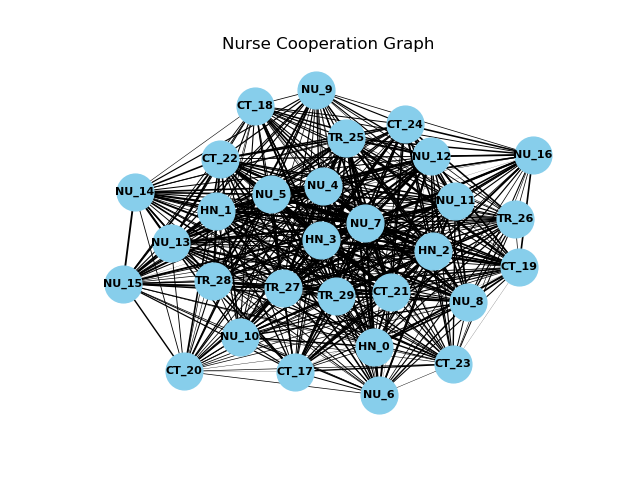 Nurse Cooperation Graph
NU_9
CT_18
CT_24
TR_25
NU_16
NU_12
CT_22
NU_4
NU_14
NU_5
NU_11
HN_1
TR_26
NU_7
HN_3
NU_13
HN_2
CT_19
TR_28
NU_15
TR_27
CT_21
TR_29
NU_8
NU_10
HN_0
CT_23
CT_20
CT_17
NU_6